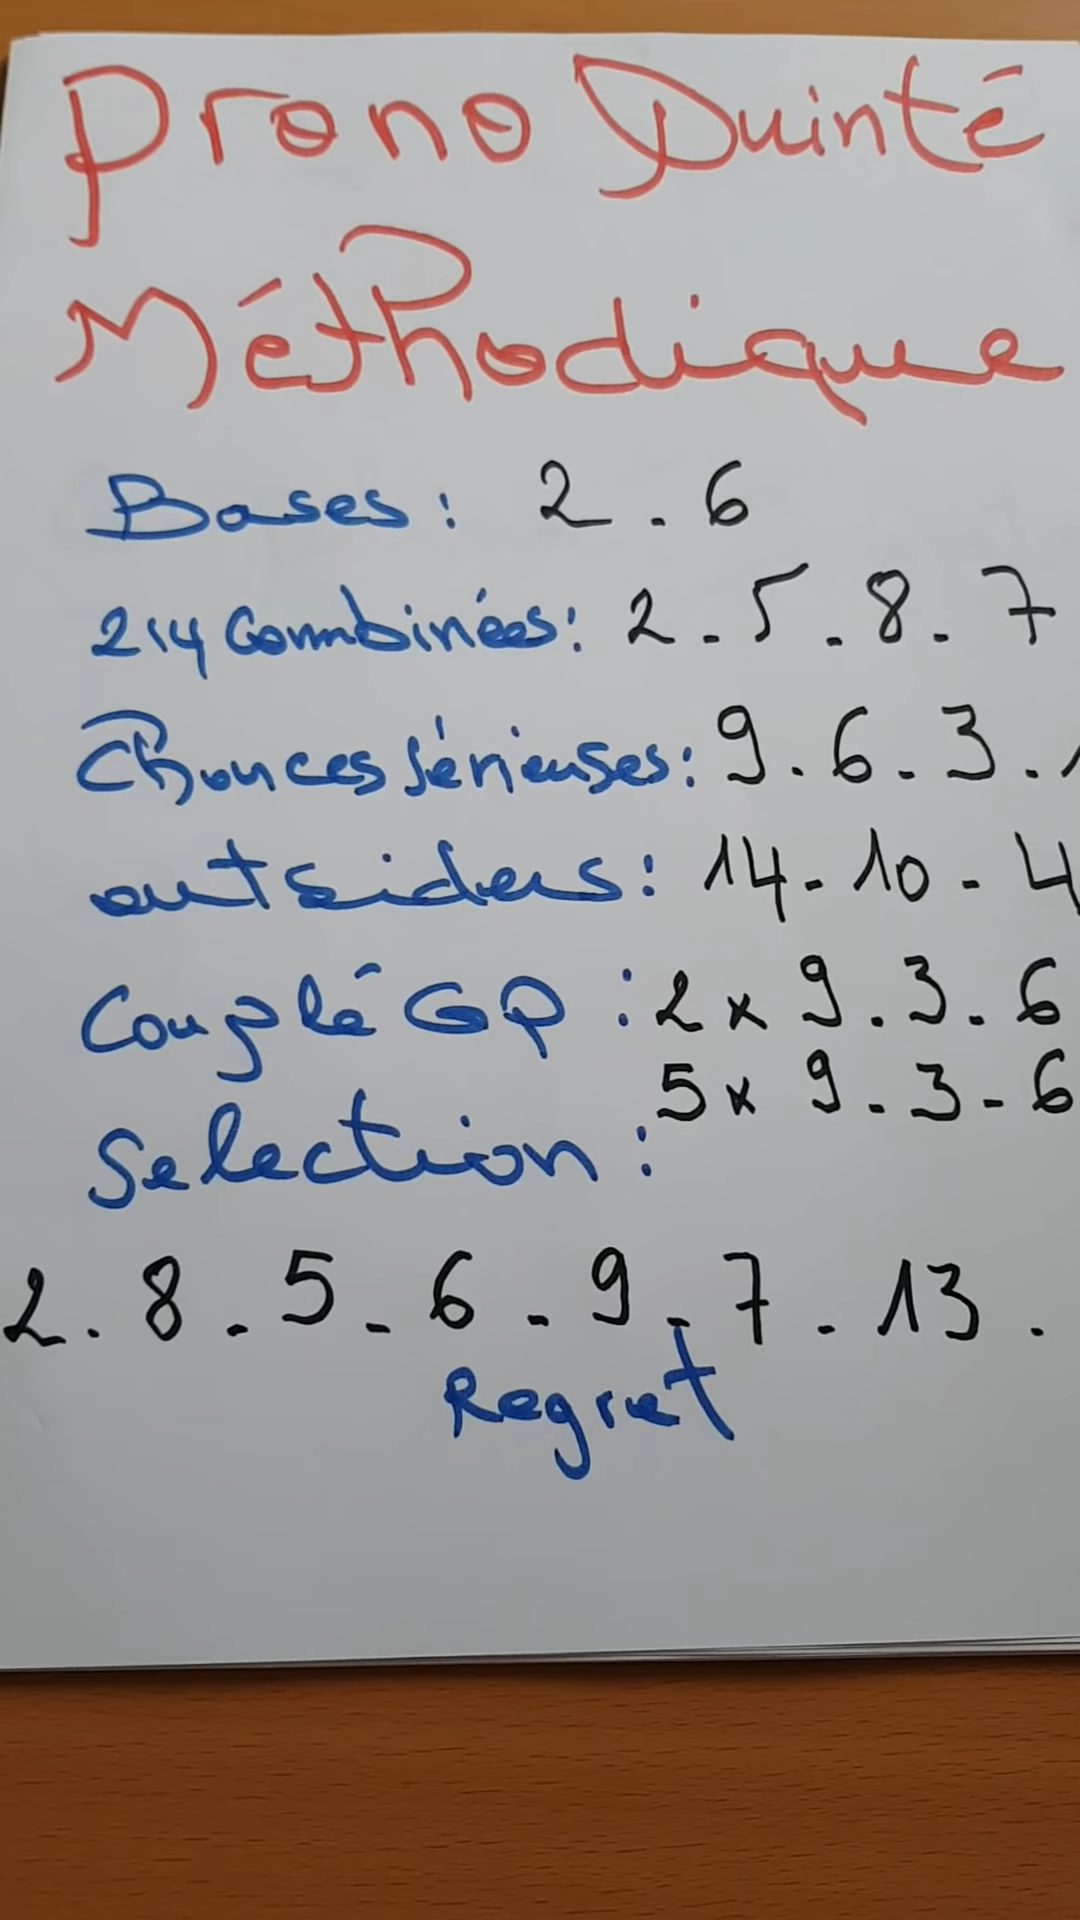 Prono Quinté
Méthodique
Bases: 2 . 6
2/4 Combinées: 2 . 5 . 8 . 7
Chances sérieuses: 9 . 6 . 3 .
outsiders: 14 - 10 - 4
Couplé GP : 2 x 9 . 3 . 6
5 x 9 . 3 - 6
Selection :
2 . 8 . 5 - 6 - 9 . 7 . 13 .
Regret